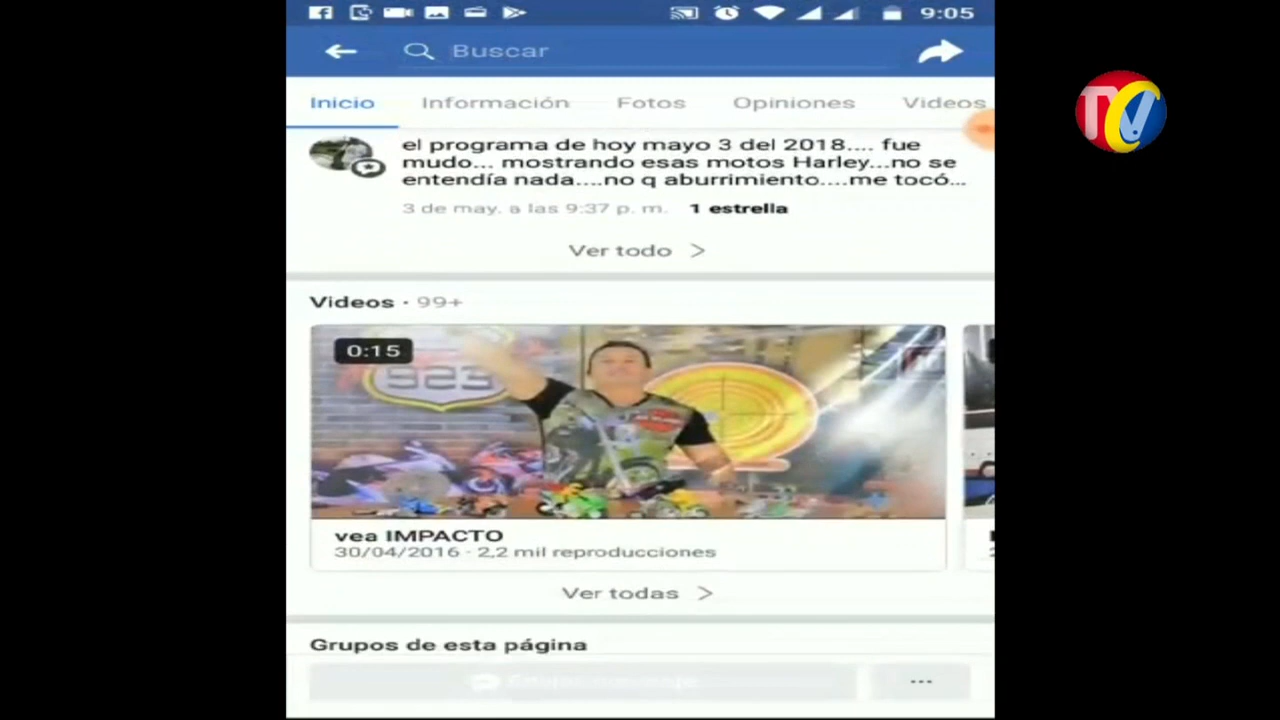 9:05
Buscar
Inicio Información Fotos Opiniones Videos
TVC
el programa de hoy mayo 3 del 2018.... fue
mudo... mostrando esas motos Harley...no se
entendía nada....no q aburrimiento....me tocó...
3 de may. a las 9:37 p. m. 1 estrella
Ver todo >
Videos · 99+
0:15
923
vea IMPACTO
30/04/2016 · 2,2 mil reproducciones
Ver todas >
Grupos de esta página
...